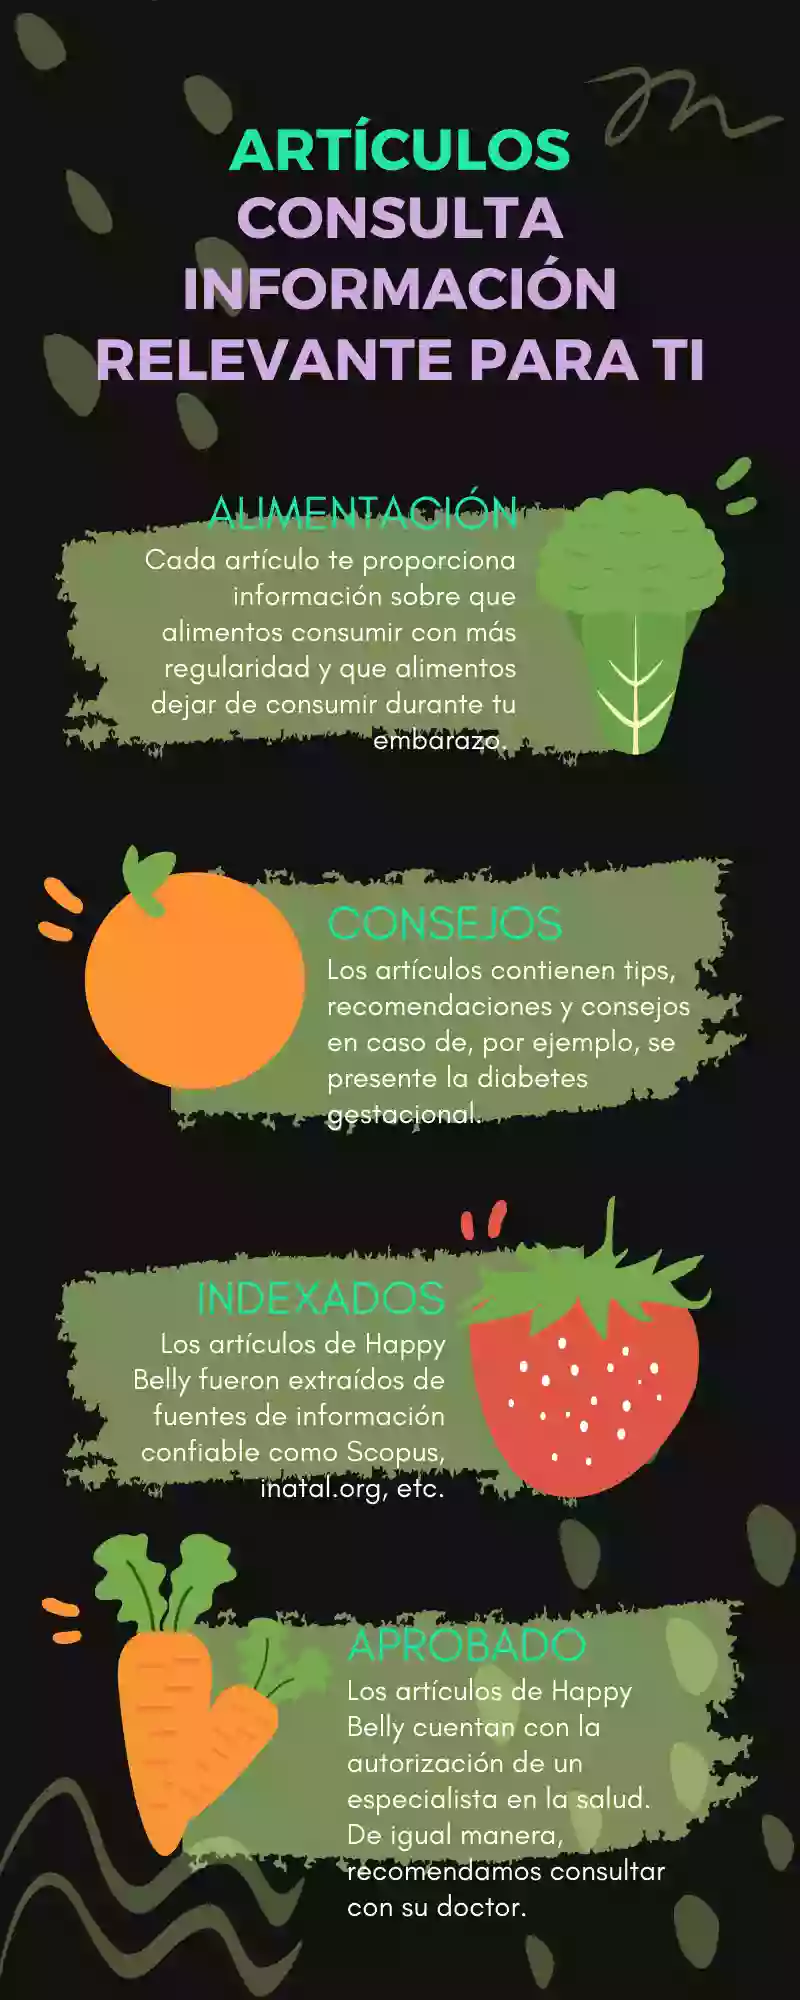 ARTÍCULOS
CONSULTA
INFORMACIÓN
RELEVANTE PARA TI
ALIMENTACIÓN
Cada artículo te proporciona
información sobre que
alimentos consumir con más
regularidad y que alimentos
dejar de consumir durante tu
embarazo.
CONSEJOS
Los artículos contienen tips,
recomendaciones y consejos
en caso de, por ejemplo, se
presente la diabetes
gestacional.
INDEXADOS
Los artículos de Happy
Belly fueron extraídos de
fuentes de información
confiable como Scopus,
inatal.org, etc.
APROBADO
Los artículos de Happy
Belly cuentan con la
autorización de un
especialista en la salud.
De igual manera,
recomendamos consultar
con su doctor.